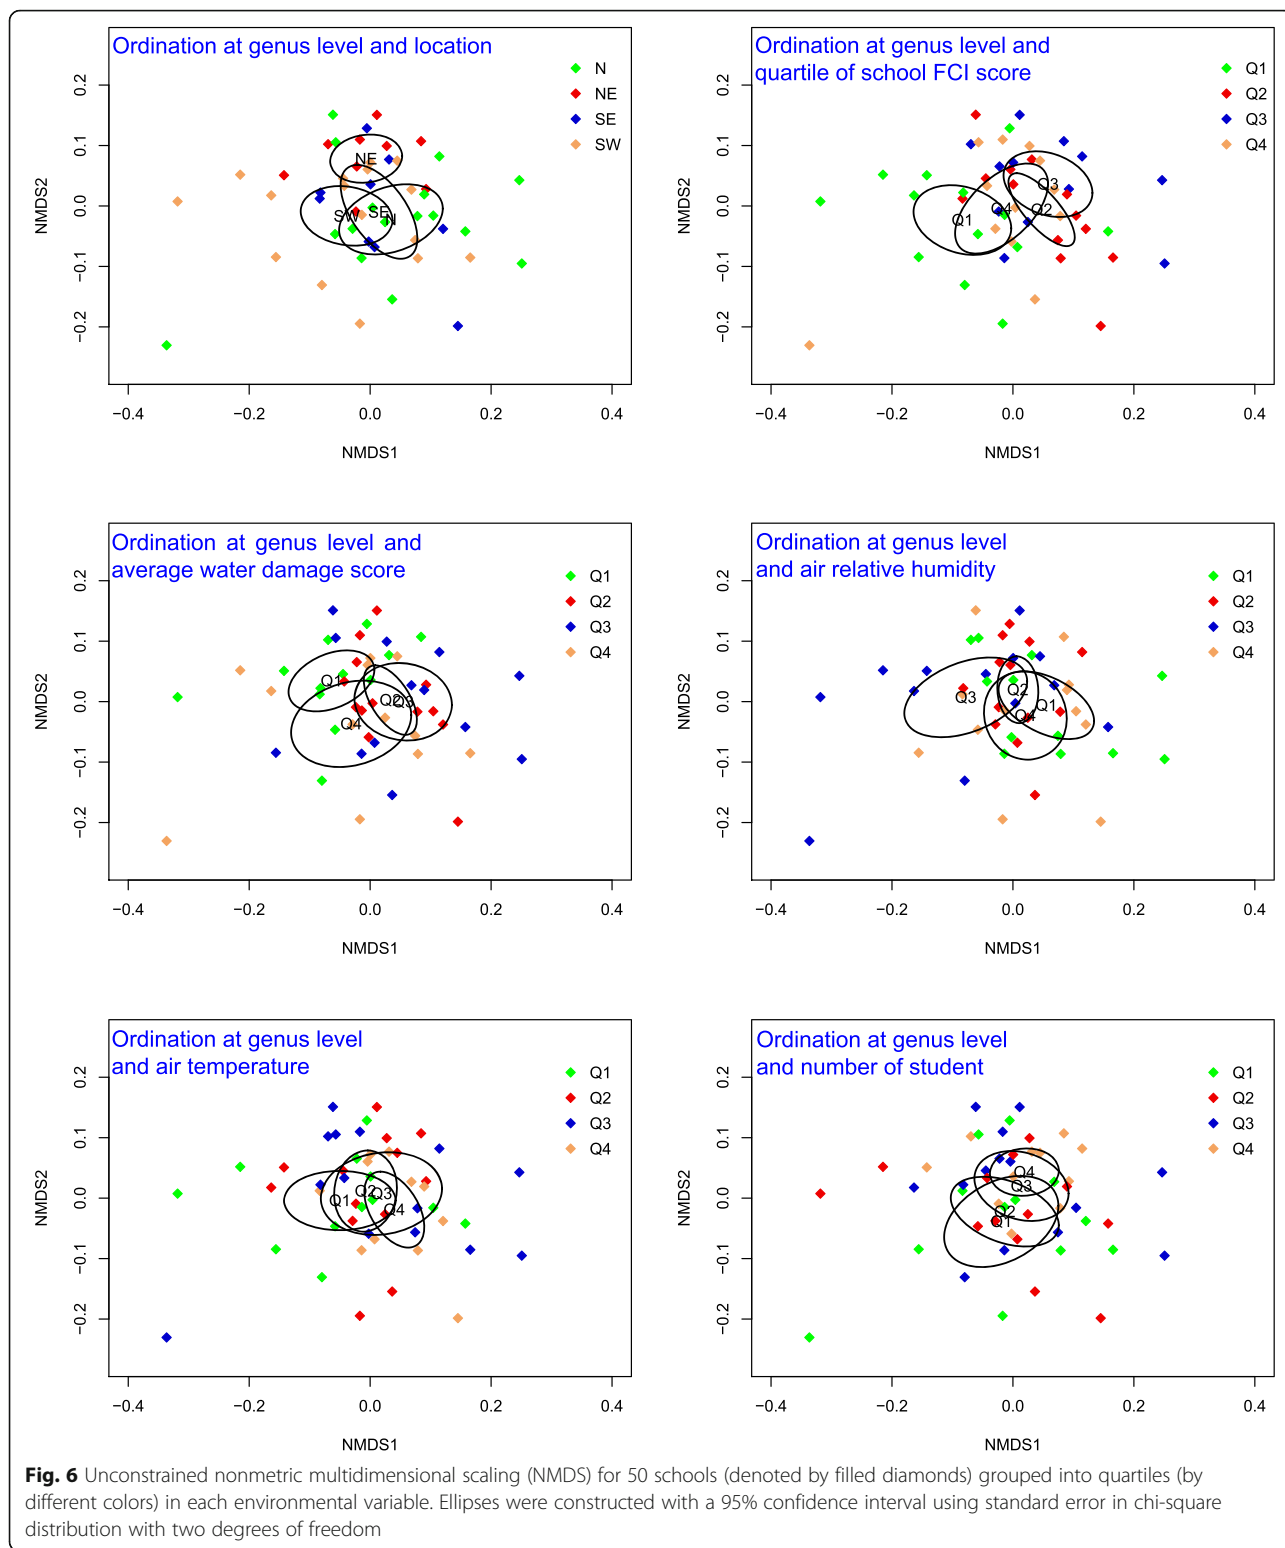 Ordination at genus level and location
N
NE
SE
SW
NE
SW
SE
N
0.2
0.1
0.0
−0.1
−0.2
NMDS2
−0.4
−0.2
0.0
0.2
0.4
NMDS1
Ordination at genus level and
quartile of school FCI score
Q1
Q2
Q3
Q4
Q3
Q4
Q2
Q1
0.2
0.1
0.0
−0.1
−0.2
NMDS2
−0.4
−0.2
0.0
0.2
0.4
NMDS1
Ordination at genus level and
average water damage score
Q1
Q2
Q3
Q4
Q1
Q2
Q3
Q4
0.2
0.1
0.0
−0.1
−0.2
NMDS2
−0.4
−0.2
0.0
0.2
0.4
NMDS1
Ordination at genus level
and air relative humidity
Q1
Q2
Q3
Q4
Q2
Q3
Q1
Q4
0.2
0.1
0.0
−0.1
−0.2
NMDS2
−0.4
−0.2
0.0
0.2
0.4
NMDS1
Ordination at genus level
and air temperature
Q1
Q2
Q3
Q4
Q2
Q3
Q1
Q4
0.2
0.1
0.0
−0.1
−0.2
NMDS2
−0.4
−0.2
0.0
0.2
0.4
NMDS1
Ordination at genus level
and number of student
Q1
Q2
Q3
Q4
Q4
Q3
Q2
Q1
0.2
0.1
0.0
−0.1
−0.2
NMDS2
−0.4
−0.2
0.0
0.2
0.4
NMDS1
Fig. 6 Unconstrained nonmetric multidimensional scaling (NMDS) for 50 schools (denoted by filled diamonds) grouped into quartiles (by
different colors) in each environmental variable. Ellipses were constructed with a 95% confidence interval using standard error in chi-square
distribution with two degrees of freedom